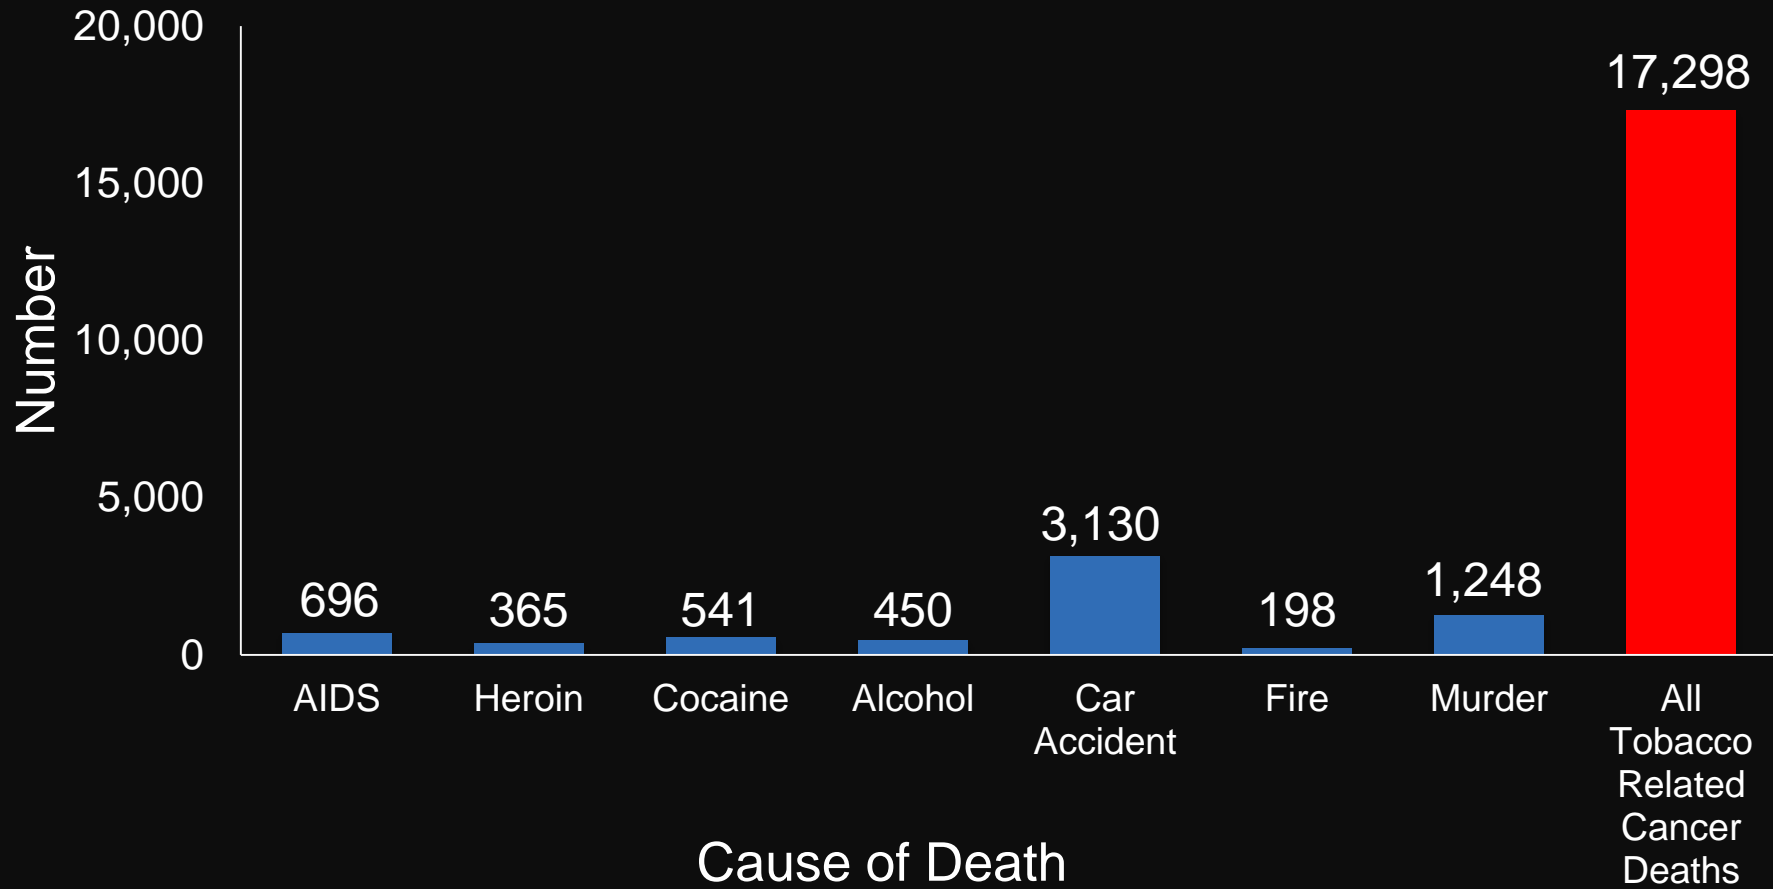 20,000
15,000
10,000
5,000
0
Number
696
365
541
450
3,130
198
1,248
17,298
AIDS
Heroin
Cocaine
Alcohol
Car
Accident
Fire
Murder
All
Tobacco
Related
Cancer
Deaths
Cause of Death